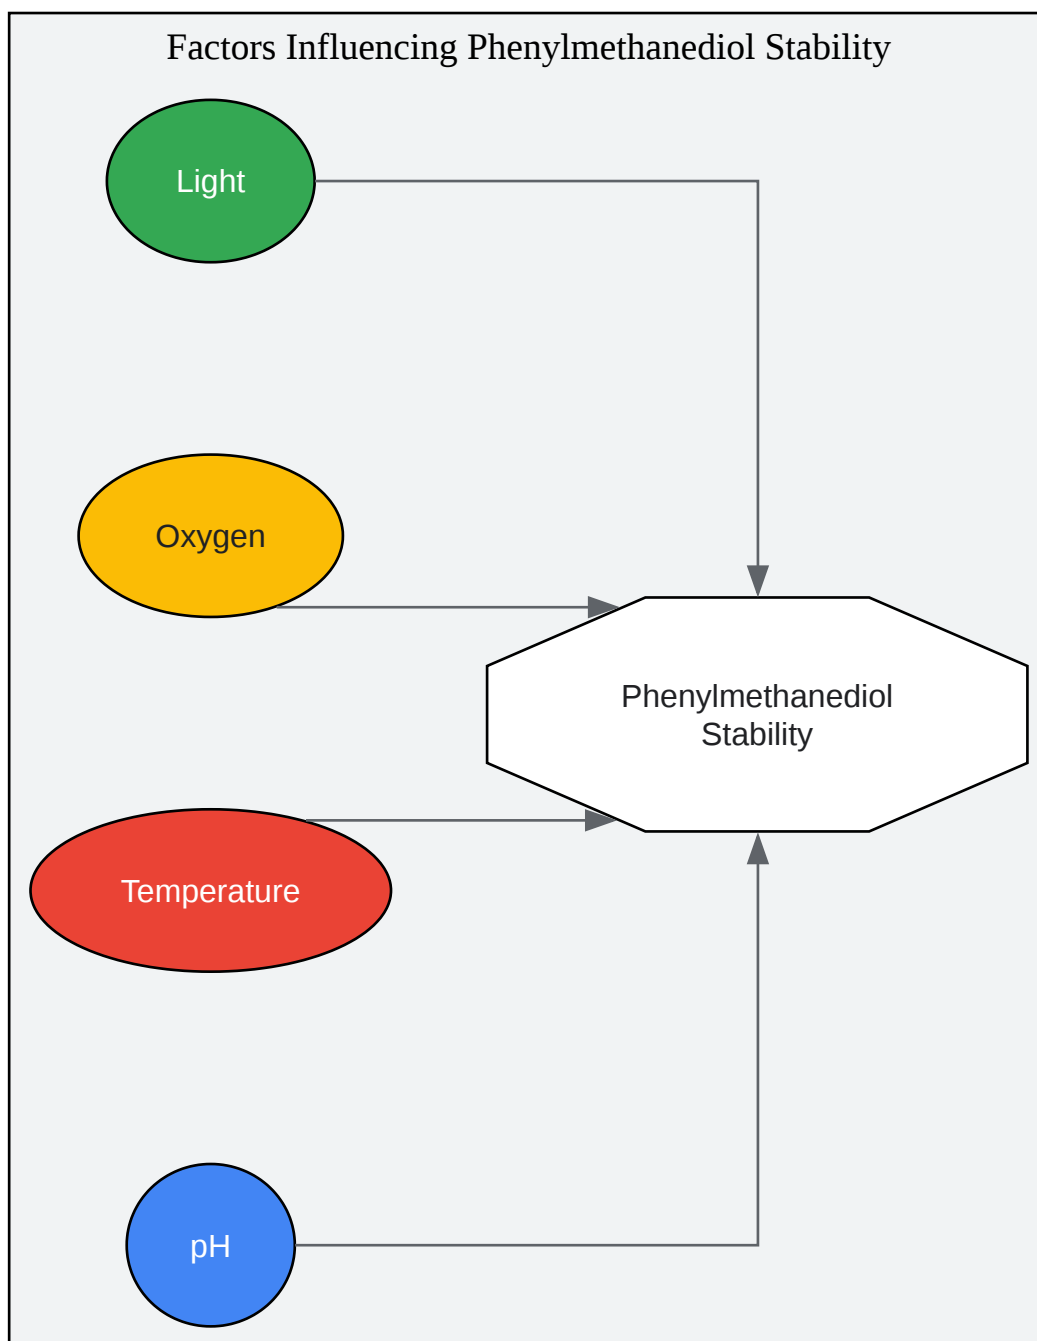 Factors Influencing Phenylmethanediol Stability
Light
Oxygen
Phenylmethanediol
Stability
Temperature
pH